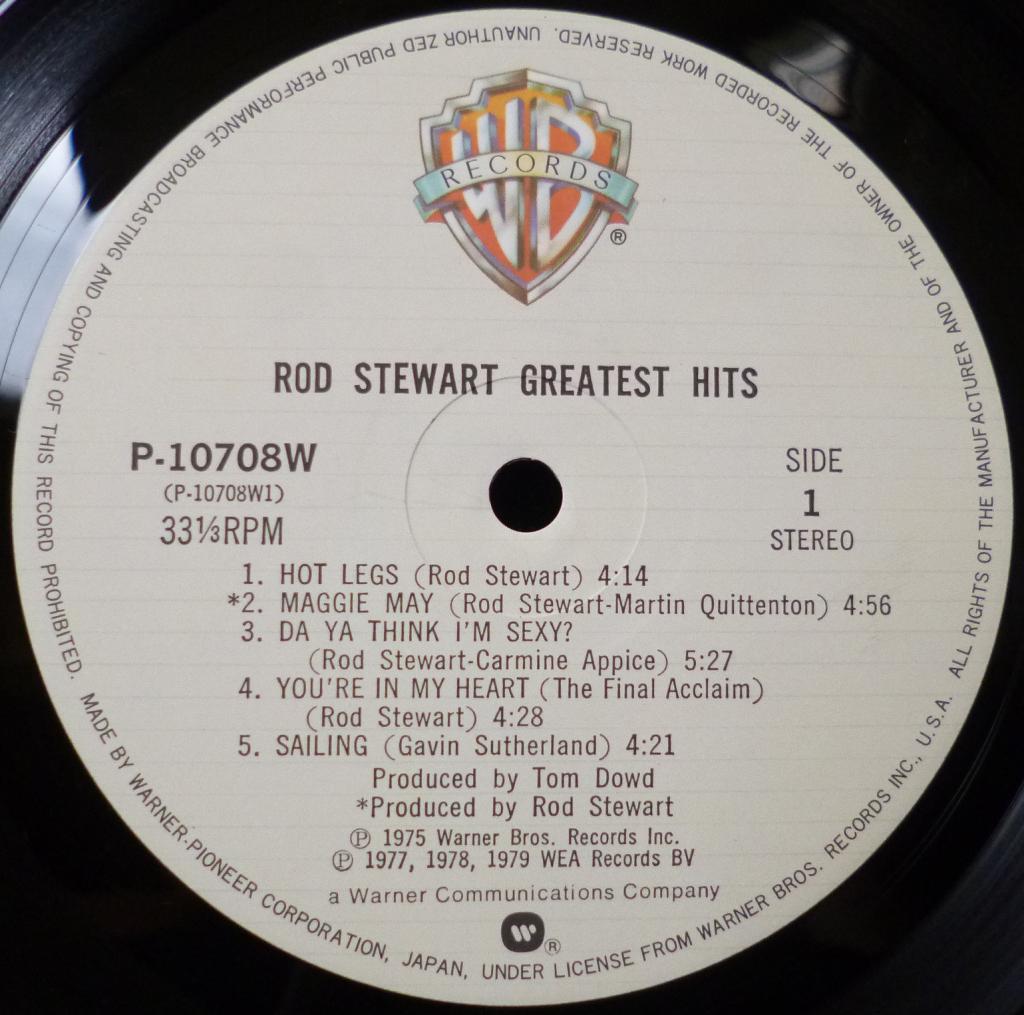 WB
RECORDS
®
ROD STEWART GREATEST HITS
P-10708W
(P-10708W1)
33⅓RPM
SIDE
1
STEREO
1. HOT LEGS (Rod Stewart) 4:14
*2. MAGGIE MAY (Rod Stewart-Martin Quittenton) 4:56
3. DA YA THINK I'M SEXY?
(Rod Stewart-Carmine Appice) 5:27
4. YOU'RE IN MY HEART (The Final Acclaim)
(Rod Stewart) 4:28
5. SAILING (Gavin Sutherland) 4:21
Produced by Tom Dowd
*Produced by Rod Stewart
℗ 1975 Warner Bros. Records Inc.
℗ 1977, 1978, 1979 WEA Records BV
a Warner Communications Company
®
MADE BY WARNER-PIONEER CORPORATION, JAPAN, UNDER LICENSE FROM WARNER BROS. RECORDS INC., U.S.A. ALL RIGHTS OF THE MANUFACTURER AND OF THE OWNER OF THE RECORDED WORK RESERVED. UNAUTHOR ZED PUBLIC PERFORMANCE BROADCASTING AND COPYING OF THIS RECORD PROHIBITED.